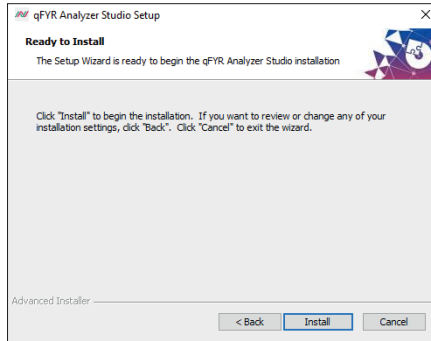 qFYR Analyzer Studio Setup
Ready to Install
The Setup Wizard is ready to begin the qFYR Analyzer Studio installation
Click "Install" to begin the installation.  If you want to review or change any of your
installation settings, click "Back".  Click "Cancel" to exit the wizard.
Advanced Installer
< Back
Install
Cancel